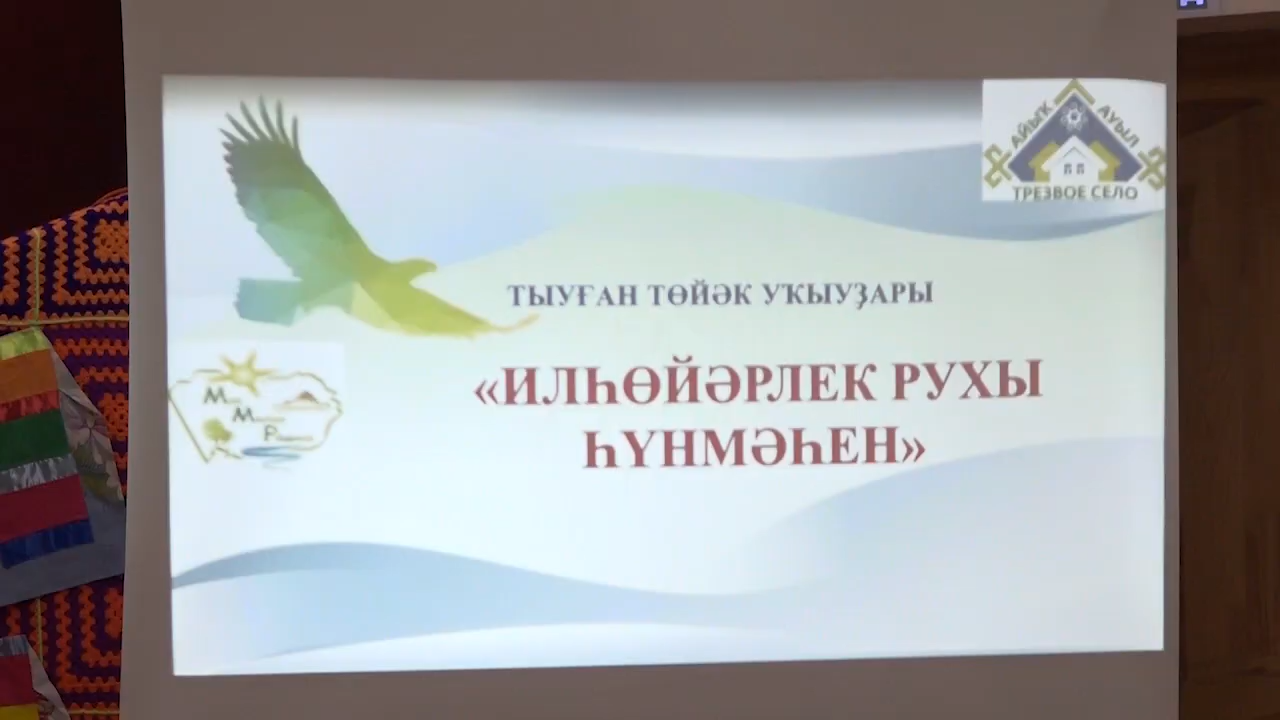 АЙЫҠ АУЫЛ
ТРЕЗВОЕ СЕЛО
ТЫУҒАН ТӨЙӘК УҠЫУҘАРЫ
«ИЛҺӨЙӘРЛЕК РУХЫ
ҺҮНМӘҺЕН»